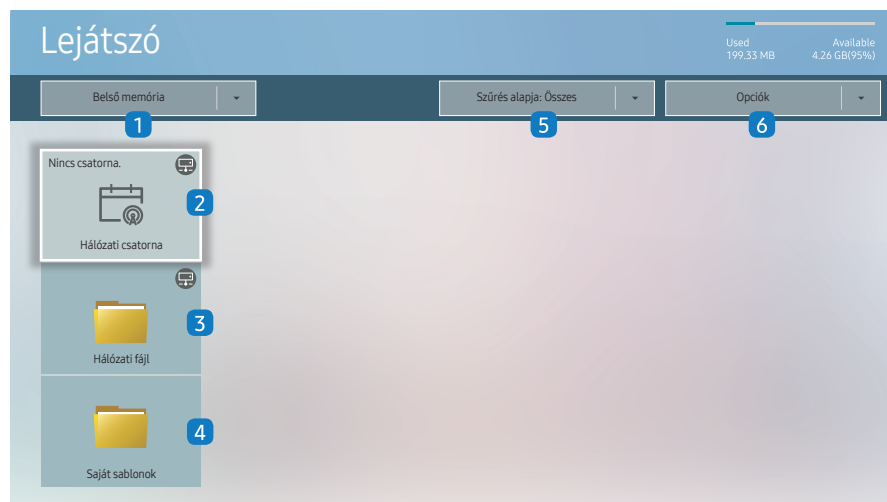 Lejátszó
Used Available
199.33 MB 4.26 GB(95%)
Belső memória
Szűrés alapja: Összes
Opciók
1
5
6
Nincs csatorna.
2
Hálózati csatorna
3
Hálózati fájl
4
Saját sablonok